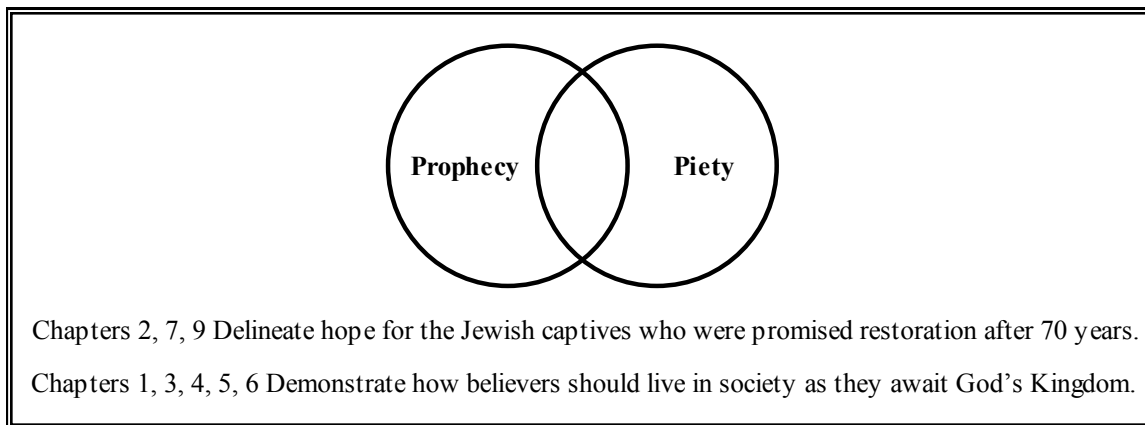 Prophecy Piety
Chapters 2, 7, 9 Delineate hope for the Jewish captives who were promised restoration after 70 years.
Chapters 1, 3, 4, 5, 6 Demonstrate how believers should live in society as they await God’s Kingdom.